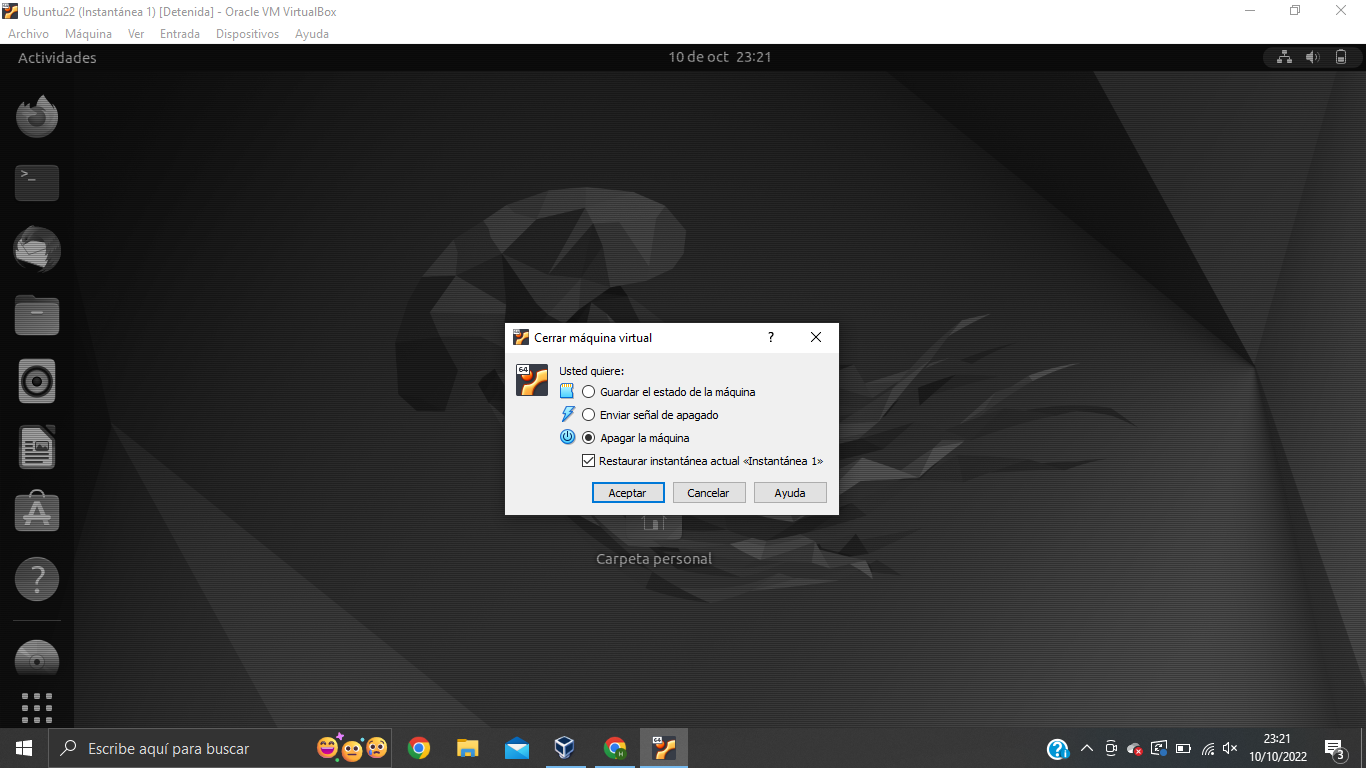 Ubuntu22 (Instantánea 1) [Detenida] - Oracle VM VirtualBox
Archivo Máquina Ver Entrada Dispositivos Ayuda
Actividades 10 de oct 23:21
>_
Cerrar máquina virtual ?
64
Usted quiere:
Guardar el estado de la máquina
Enviar señal de apagado
Apagar la máquina
Restaurar instantánea actual «Instantánea 1»
Aceptar Cancelar Ayuda
Carpeta personal
Escribe aquí para buscar
23:21
10/10/2022
3